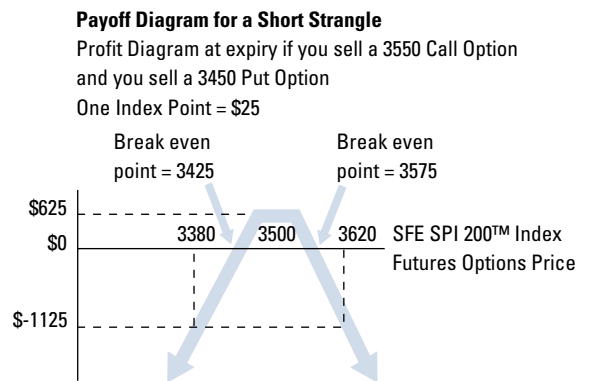 Payoff Diagram for a Short Strangle
Profit Diagram at expiry if you sell a 3550 Call Option
and you sell a 3450 Put Option
One Index Point = $25
Break even
point = 3425
Break even
point = 3575
$625
$0
3380
3500
3620
SFE SPI 200™ Index
Futures Options Price
$-1125